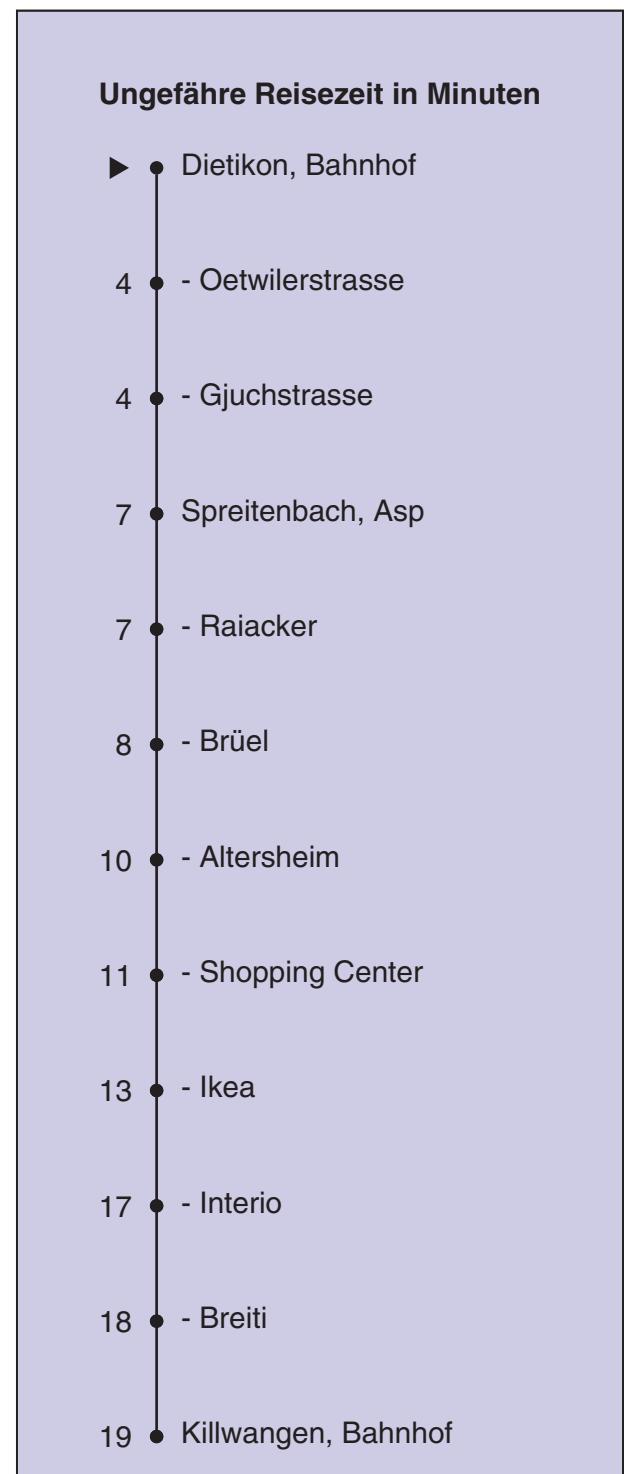 Ungefähre Reisezeit in Minuten
Dietikon, Bahnhof
4 - Oetwilerstrasse
4 - Gjuchstrasse
7 Spreitenbach, Asp
7 - Raiacker
8 - Brüel
10 - Altersheim
11 - Shopping Center
13 - Ikea
17 - Interio
18 - Breiti
19 Killwangen, Bahnhof